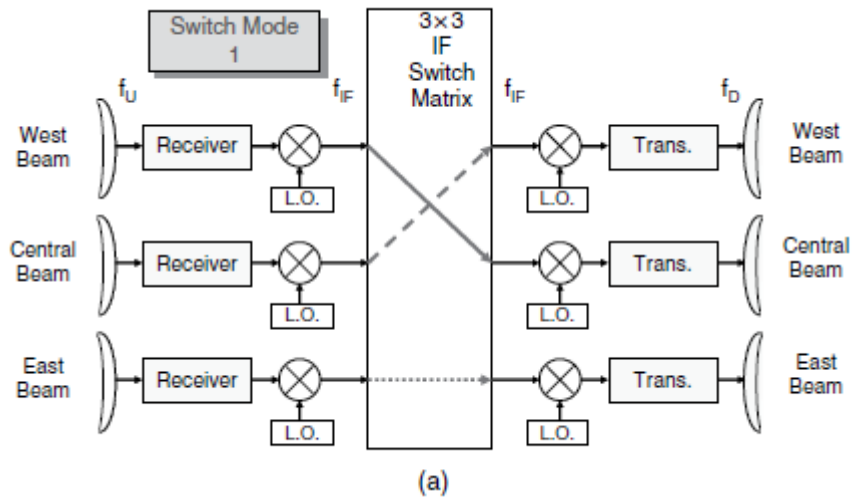 Switch Mode
1
3×3
IF
Switch
Matrix
f_U
f_IF
f_IF
f_D
West
Beam
Receiver
L.O.
L.O.
Trans.
West
Beam
Central
Beam
Receiver
L.O.
L.O.
Trans.
Central
Beam
East
Beam
Receiver
L.O.
L.O.
Trans.
East
Beam
(a)